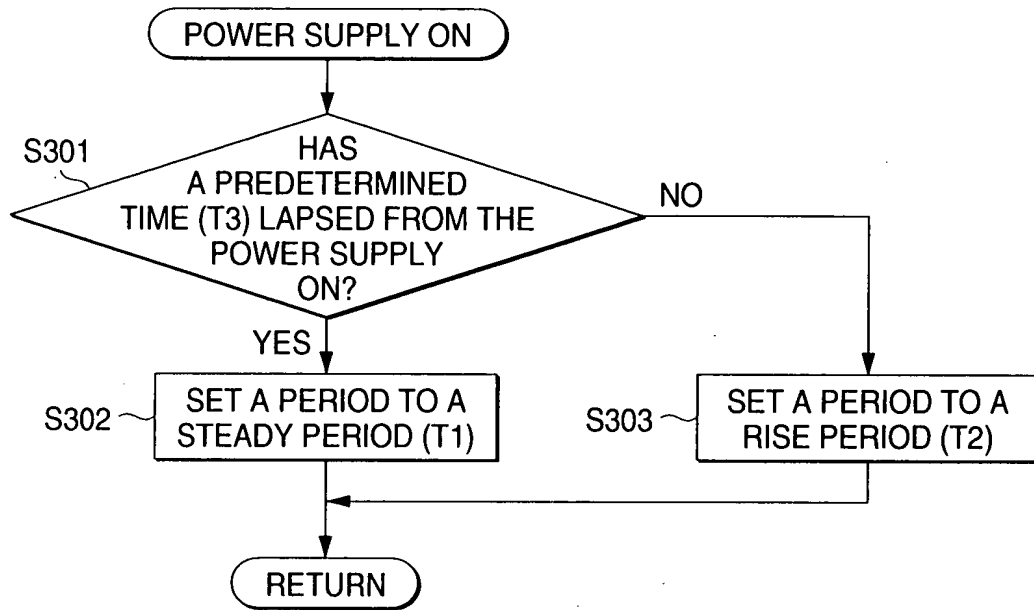 POWER SUPPLY ON
S301
HAS
A PREDETERMINED
TIME (T3) LAPSED FROM THE
POWER SUPPLY
ON?
NO
YES
S302
SET A PERIOD TO A
STEADY PERIOD (T1)
S303
SET A PERIOD TO A
RISE PERIOD (T2)
RETURN